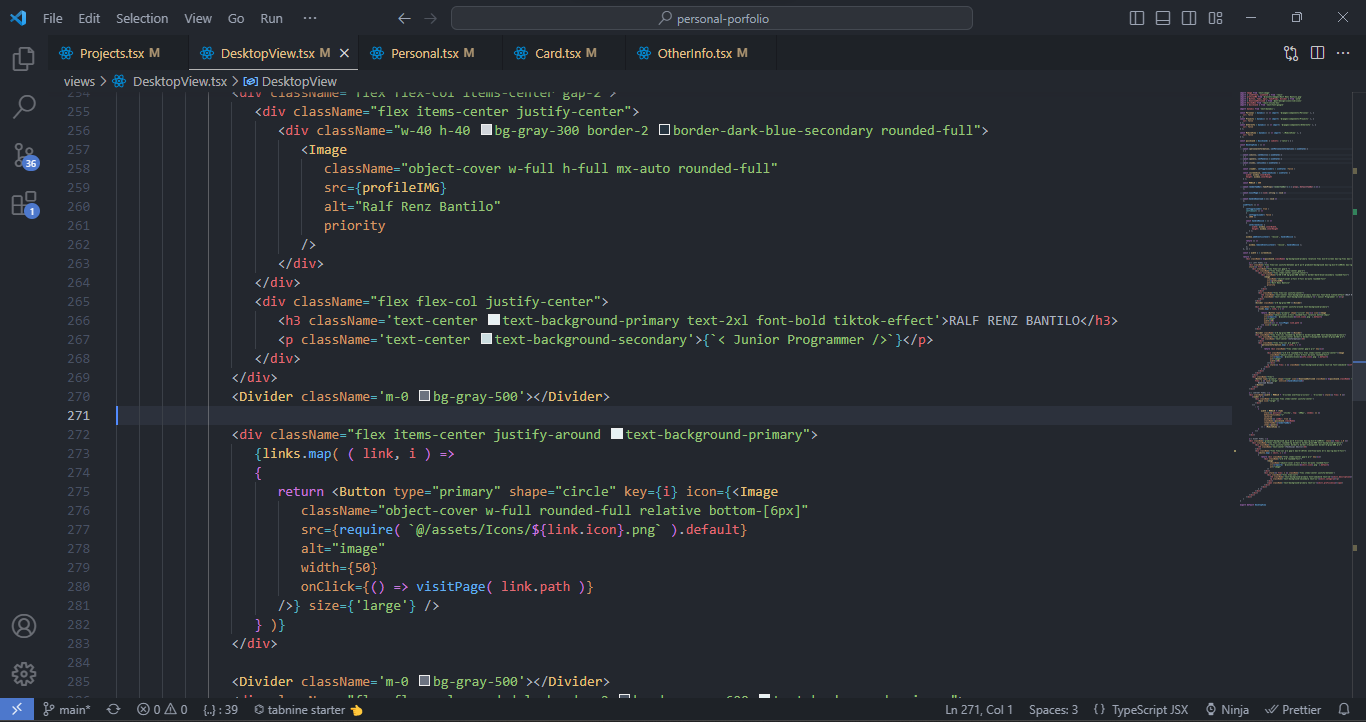 File Edit Selection View Go Run ··· personal-porfolio
Projects.tsx M DesktopView.tsx M Personal.tsx M Card.tsx M OtherInfo.tsx M
views > DesktopView.tsx > DesktopView
254 <div className="flex flex-col items-center gap-2">
255 <div className="flex items-center justify-center">
256 <div className="w-40 h-40 bg-gray-300 border-2 border-dark-blue-secondary rounded-full">
257 <Image
258 className="object-cover w-full h-full mx-auto rounded-full"
259 src={profileIMG}
260 alt="Ralf Renz Bantilo"
261 priority
262 />
263 </div>
264 </div>
265 <div className="flex flex-col justify-center">
266 <h3 className='text-center text-background-primary text-2xl font-bold tiktok-effect'>RALF RENZ BANTILO</h3>
267 <p className='text-center text-background-secondary'>{`< Junior Programmer />`}</p>
268 </div>
269 </div>
270 <Divider className='m-0 bg-gray-500'></Divider>
271
272 <div className="flex items-center justify-around text-background-primary">
273 {links.map( ( link, i ) =>
274 {
275 return <Button type="primary" shape="circle" key={i} icon={<Image
276 className="object-cover w-full rounded-full relative bottom-[6px]"
277 src={require( `@/assets/Icons/${link.icon}.png` ).default}
278 alt="image"
279 width={50}
280 onClick={() => visitPage( link.path )}
281 />} size={'large'} />
282 } )}
283 </div>
284
285 <Divider className='m-0 bg-gray-500'></Divider>
36
1
main* 0 0 {..} : 39 tabnine starter 👈 Ln 271, Col 1 Spaces: 3 {} TypeScript JSX Ninja Prettier